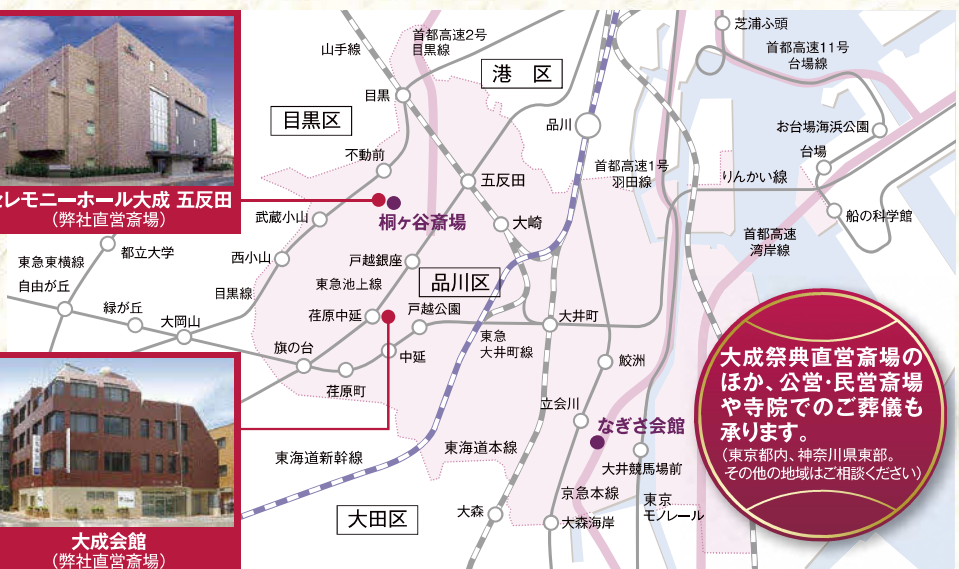 セレモニーホール大成 五反田
(弊社直営斎場)
大成会館
(弊社直営斎場)
山手線
首都高速2号
目黒線
港 区
芝浦ふ頭
首都高速11号
台場線
目黒
目黒区
品川
お台場海浜公園
不動前
五反田
首都高速1号
羽田線
台場
りんかい線
武蔵小山
桐ヶ谷斎場
大崎
船の科学館
首都高速
湾岸線
都立大学
東急東横線
自由が丘
西小山
戸越銀座
品川区
目黒線
東急池上線
緑が丘
大岡山
荏原中延
戸越公園
大井町
東急
大井町線
旗の台
中延
荏原町
鮫洲
立会川
なぎさ会館
東海道新幹線
東海道本線
大井競馬場前
大田区
大森
京急本線
大森海岸
東京
モノレール
大成祭典直営斎場の
ほか、公営・民営斎場
や寺院でのご葬儀も
承ります。
(東京都内、神奈川県東部。
その他の地域はご相談ください)